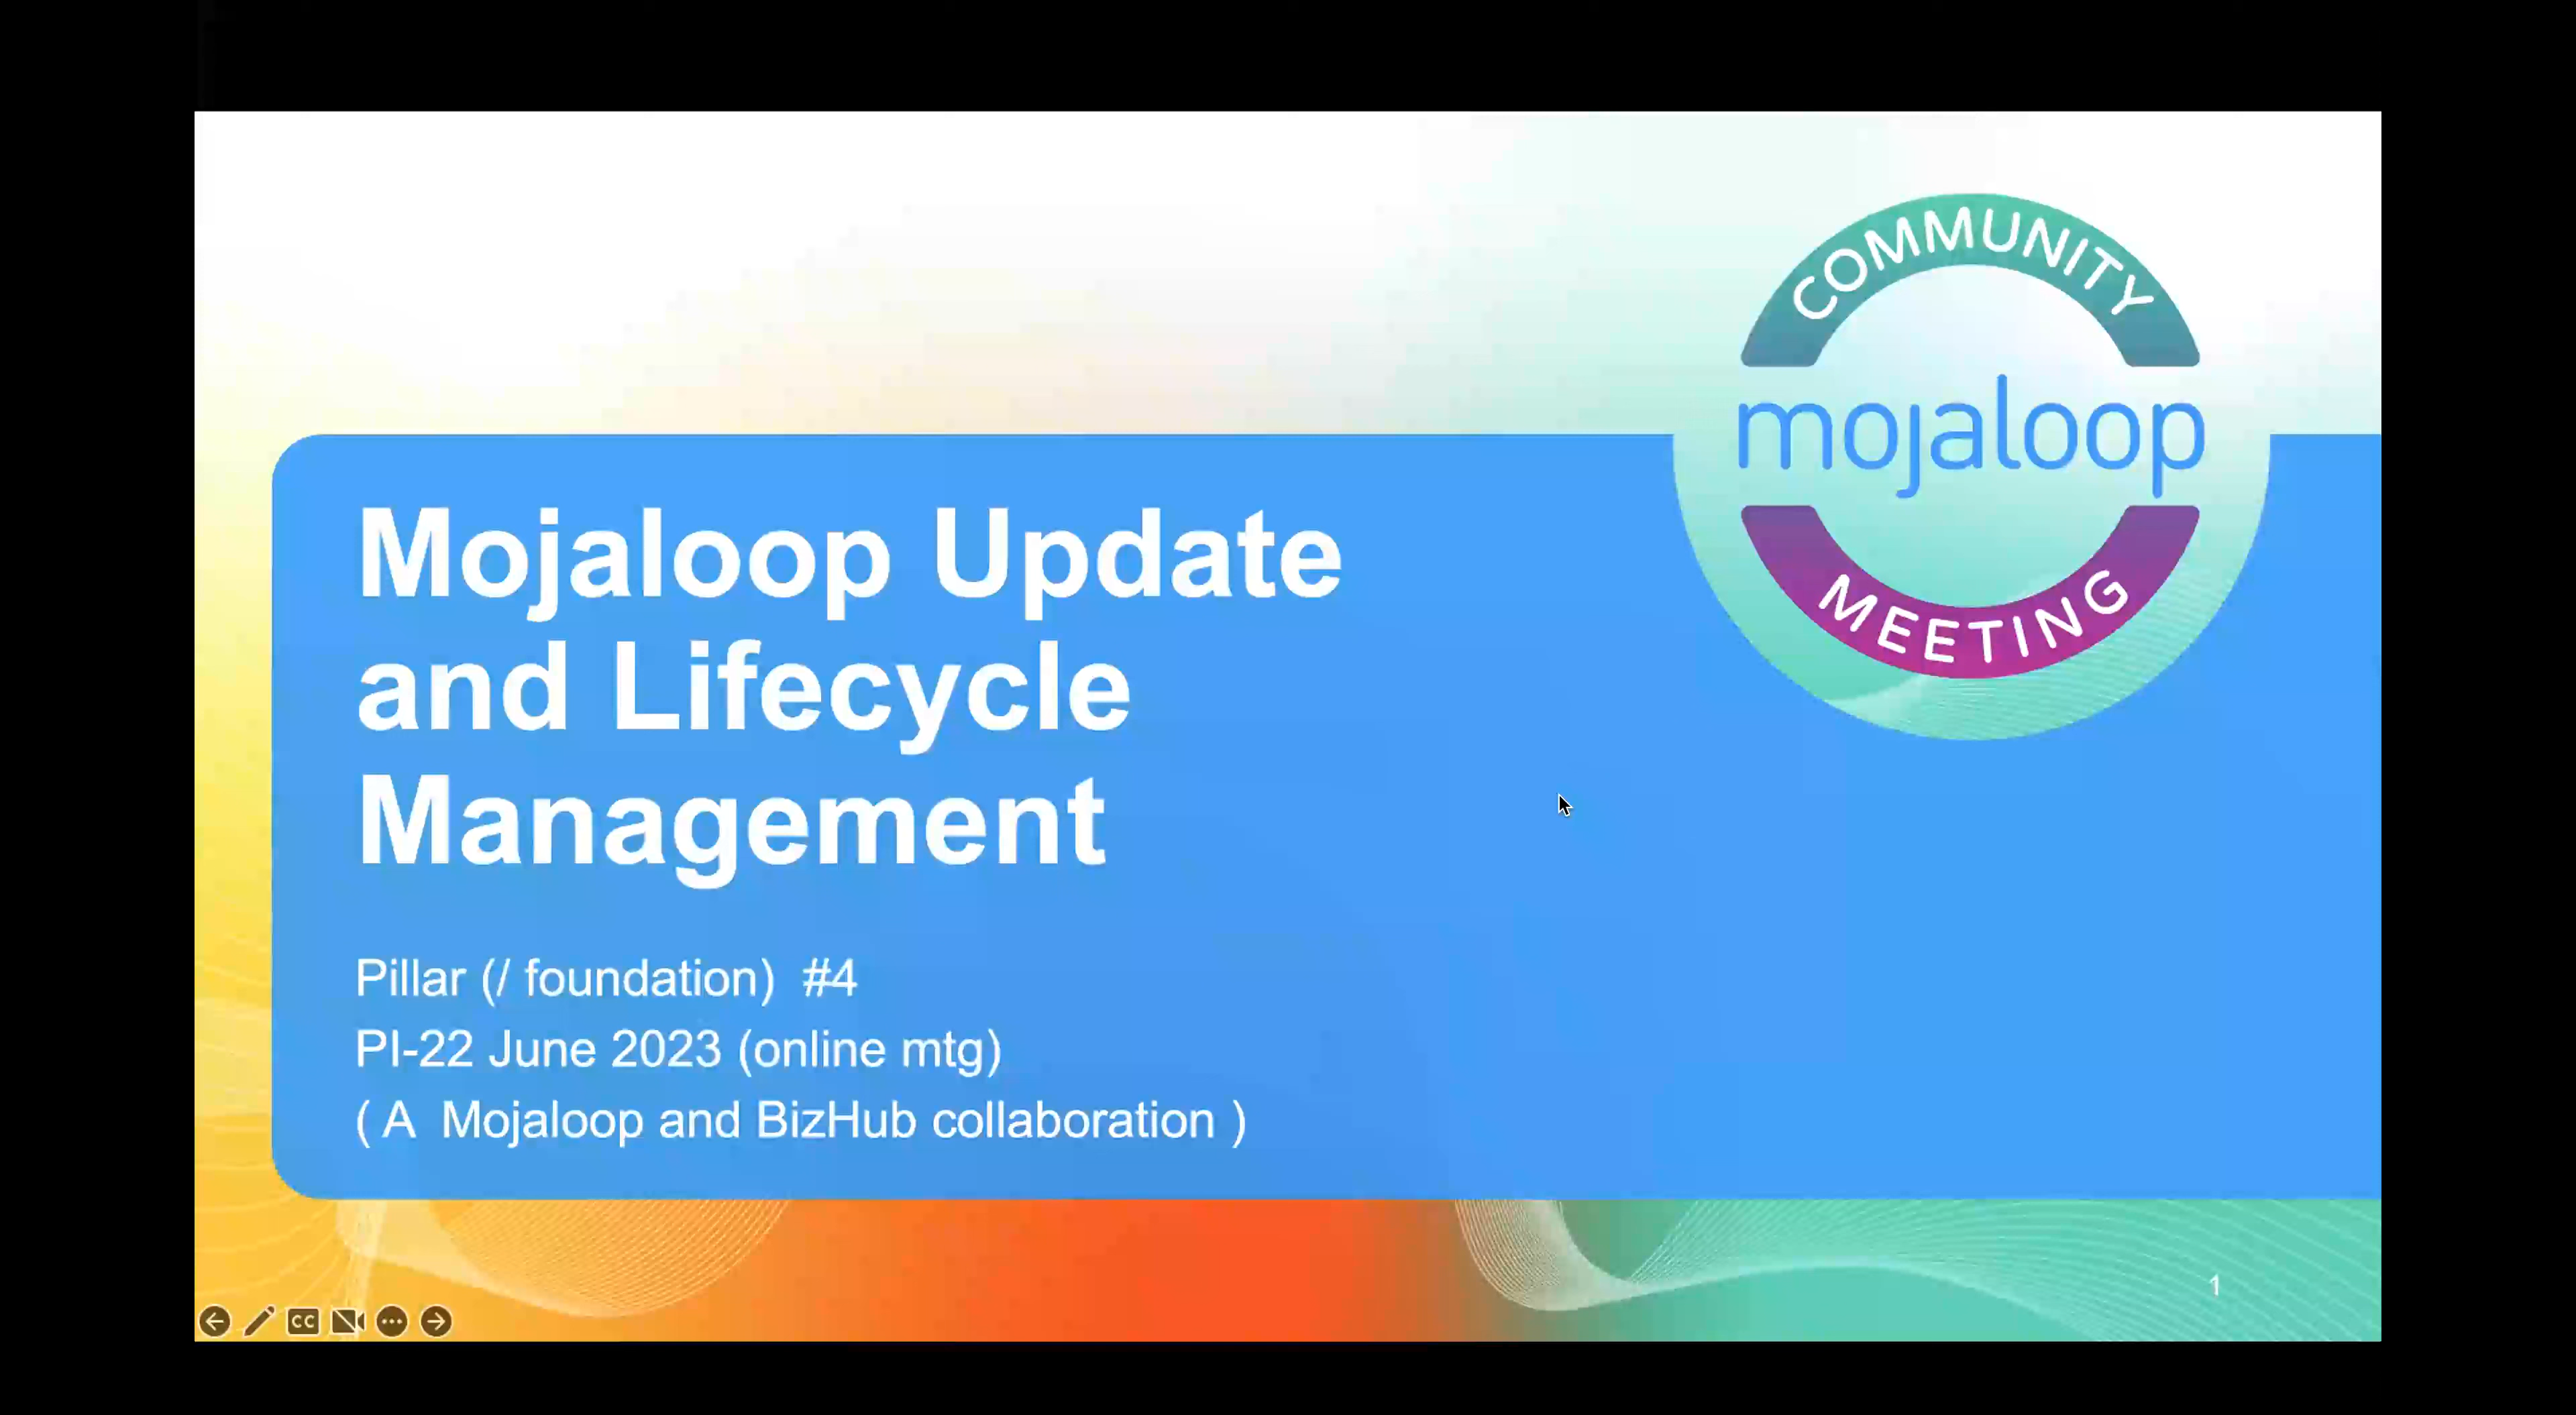 COMMUNITY
mojaloop
MEETING
Mojaloop Update
and Lifecycle
Management
Pillar (/ foundation) #4
PI-22 June 2023 (online mtg)
( A Mojaloop and BizHub collaboration )
1
CC